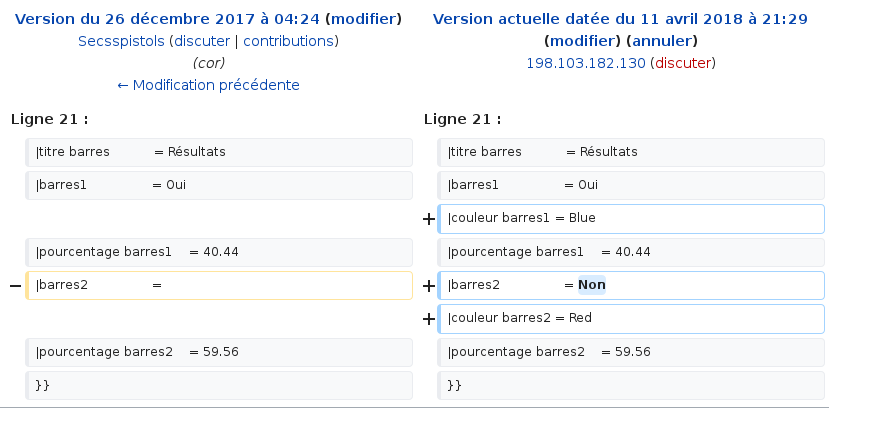 Version du 26 décembre 2017 à 04:24 (modifier)
Secsspistols (discuter | contributions)
(cor)
← Modification précédente
Version actuelle datée du 11 avril 2018 à 21:29
(modifier) (annuler)
198.103.182.130 (discuter)
Ligne 21 :
Ligne 21 :
|titre barres = Résultats
|titre barres = Résultats
|barres1 = Oui
|barres1 = Oui
+ |couleur barres1 = Blue
|pourcentage barres1 = 40.44
|pourcentage barres1 = 40.44
− |barres2 =
+ |barres2 = Non
+ |couleur barres2 = Red
|pourcentage barres2 = 59.56
|pourcentage barres2 = 59.56
}}
}}